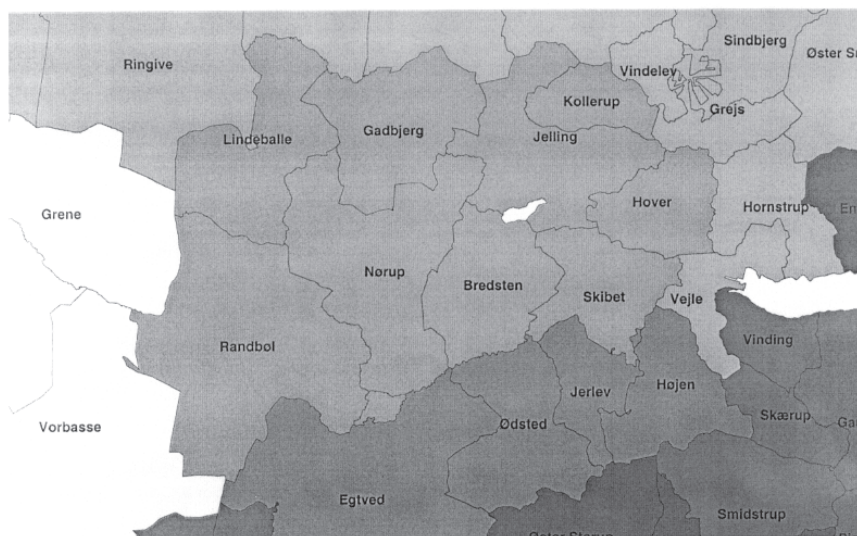 Sindbjerg
Ringive
Vindelev
Kollerup
Grejs
Gadbjerg
Lindeballe
Jelling
Hover
Hornstrup
Grene
Nørup
Bredsten
Skibet
Vejle
Vinding
Randbøl
Jerlev
Højen
Skærup
Ødsted
Vorbasse
Egtved
Smidstrup